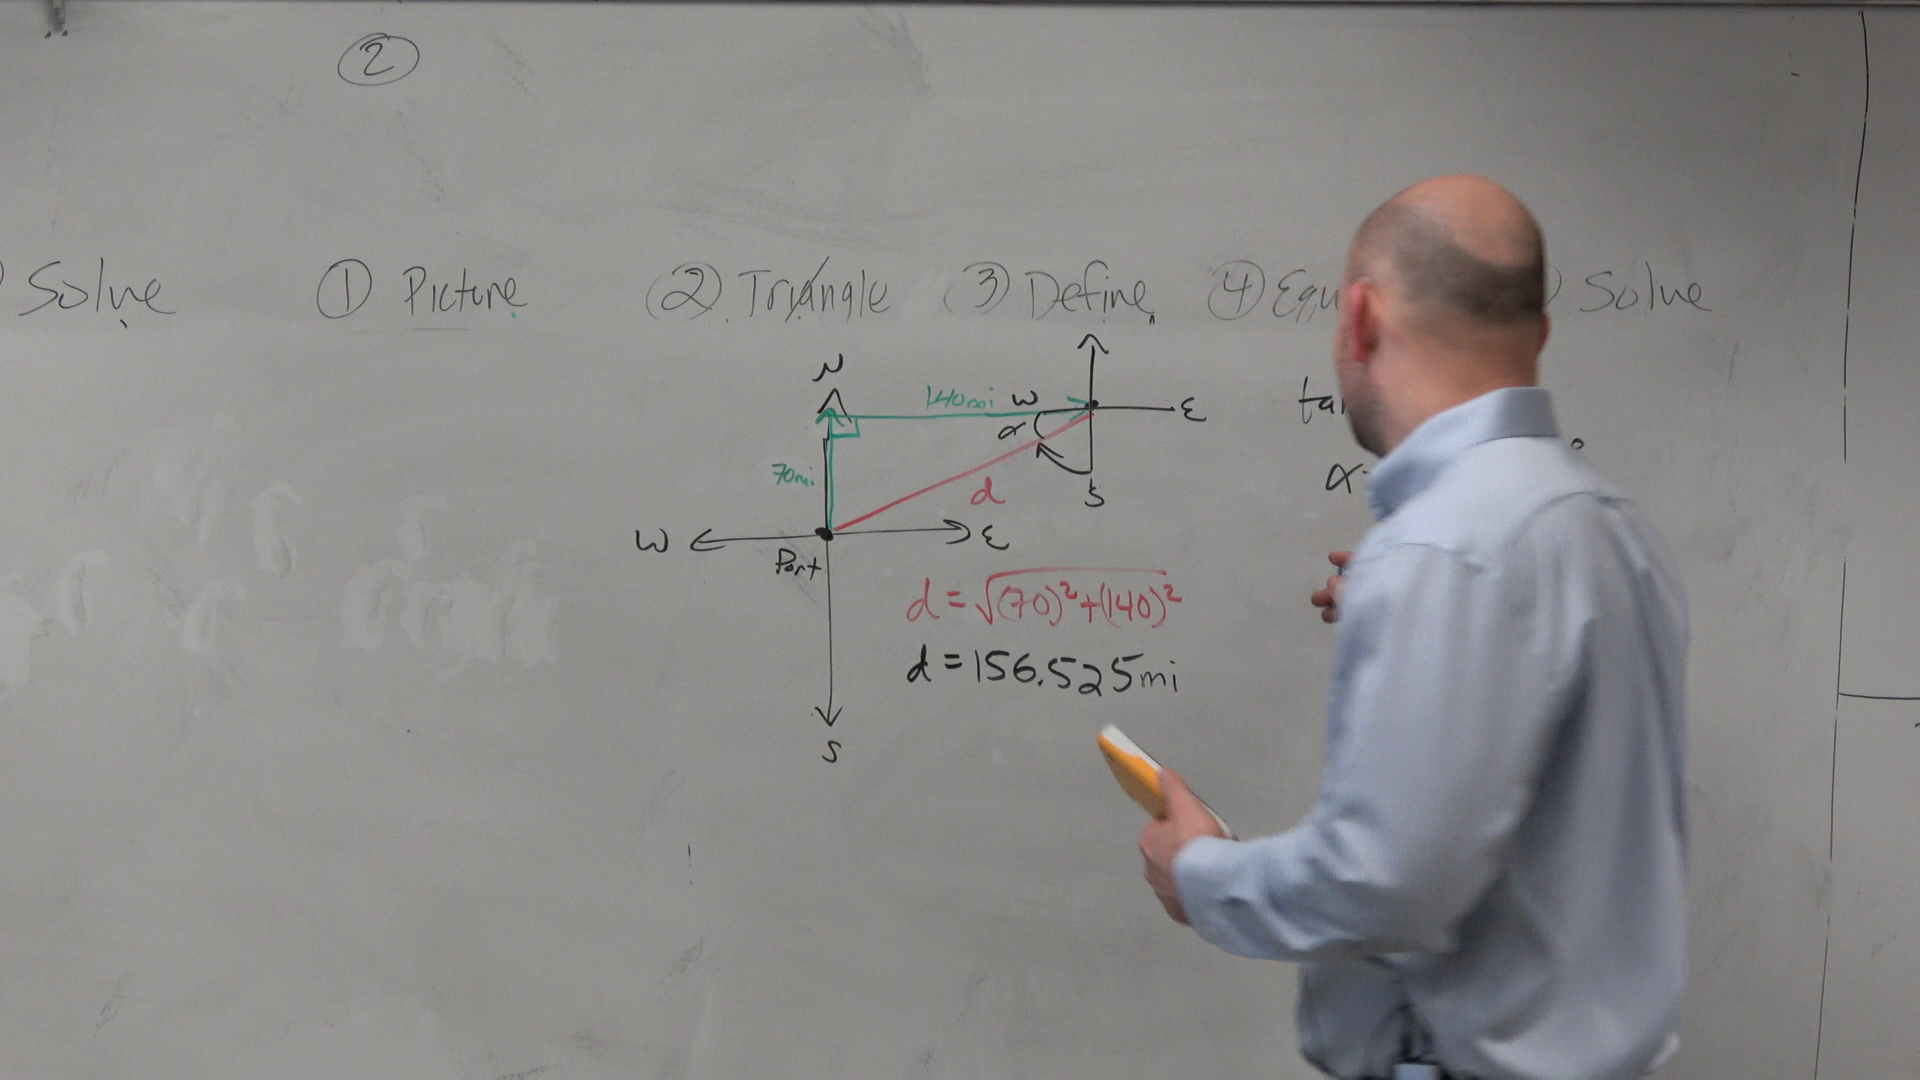 ②
Solve ① Picture ② Triangle ③ Define ④ Equ Solve
N
140mi W E
α
70mi
d S
W E
Port
S
tan
α
d = √(70)²+(140)²
d = 156.525mi